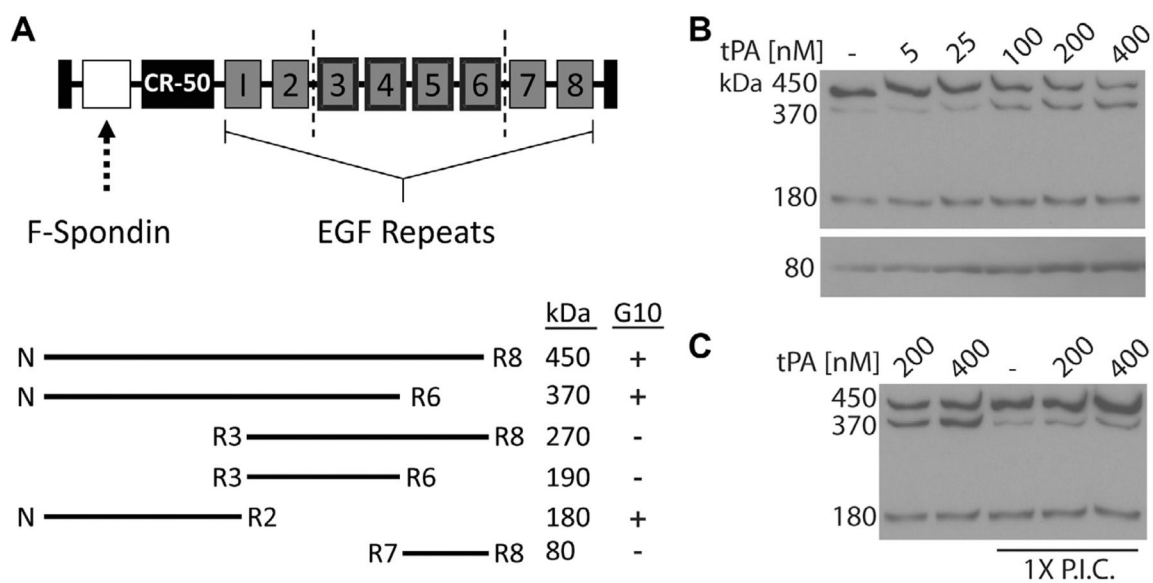 A
CR-50 1 2 3 4 5 6 7 8
F-Spondin EGF Repeats
kDa G10
N R8 450 +
N R6 370 +
R3 R8 270 -
R3 R6 190 -
N R2 180 +
R7 R8 80 -
B
tPA [nM] - 5 25 100 200 400
kDa 450
370
180
80
C
tPA [nM] 200 400 - 200 400
450
370
180
1X P.I.C.